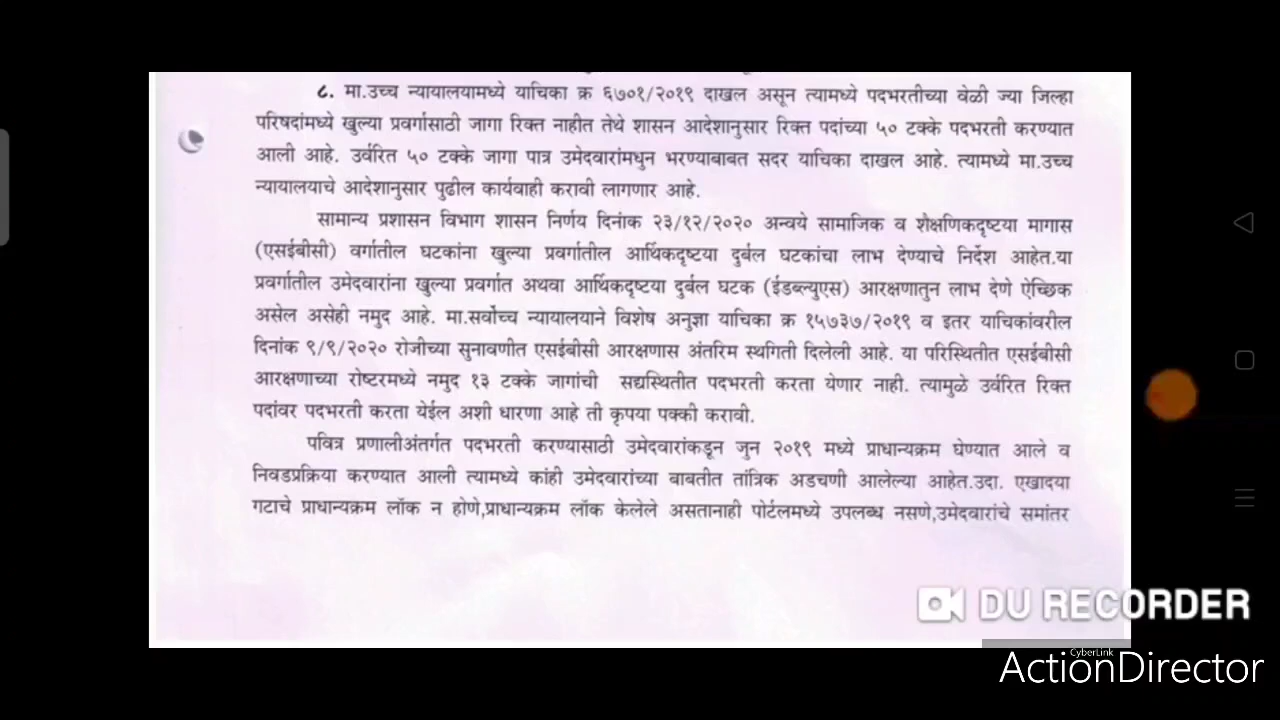 ८. मा.उच्च न्यायालयामध्ये याचिका क्र ६७०१/२०१९ दाखल असून त्यामध्ये पदभरतीच्या वेळी ज्या जिल्हा
परिषदांमध्ये खुल्या प्रवर्गासाठी जागा रिक्त नाहीत तेथे शासन आदेशानुसार रिक्त पदांच्या ५० टक्के पदभरती करण्यात
आली आहे. उर्वरित ५० टक्के जागा पात्र उमेदवारांमधुन भरण्याबाबत सदर याचिका दाखल आहे. त्यामध्ये मा.उच्च
न्यायालयाचे आदेशानुसार पुढील कार्यवाही करावी लागणार आहे.
सामान्य प्रशासन विभाग शासन निर्णय दिनांक २३/१२/२०२० अन्वये सामाजिक व शैक्षणिकदृष्टया मागास
(एसईबीसी) वर्गातील घटकांना खुल्या प्रवर्गातील आर्थिकदृष्टया दुर्बल घटकांचा लाभ देण्याचे निर्देश आहेत.या
प्रवर्गातील उमेदवारांना खुल्या प्रवर्गात अथवा आर्थिकदृष्टया दुर्बल घटक (ईडब्ल्युएस) आरक्षणातुन लाभ देणे ऐच्छिक
असेल असेही नमुद आहे. मा.सर्वोच्च न्यायालयाने विशेष अनुज्ञा याचिका क्र १५७३७/२०१९ व इतर याचिकांवरील
दिनांक ९/९/२०२० रोजीच्या सुनावणीत एसईबीसी आरक्षणास अंतरिम स्थगिती दिलेली आहे. या परिस्थितीत एसईबीसी
आरक्षणाच्या रोष्टरमध्ये नमुद १३ टक्के जागांची सद्यस्थितीत पदभरती करता येणार नाही. त्यामुळे उर्वरित रिक्त
पदांवर पदभरती करता येईल अशी धारणा आहे ती कृपया पक्की करावी.
पवित्र प्रणालीअंतर्गत पदभरती करण्यासाठी उमेदवारांकडून जुन २०१९ मध्ये प्राधान्यक्रम घेण्यात आले व
निवडप्रक्रिया करण्यात आली त्यामध्ये कांही उमेदवारांच्या बाबतीत तांत्रिक अडचणी आलेल्या आहेत.उदा. एखादया
गटाचे प्राधान्यक्रम लॉक न होणे,प्राधान्यक्रम लॉक केलेले असतानाही पोर्टलमध्ये उपलब्ध नसणे,उमेदवारांचे समांतर
DU RECORDER
CyberLink
ActionDirector